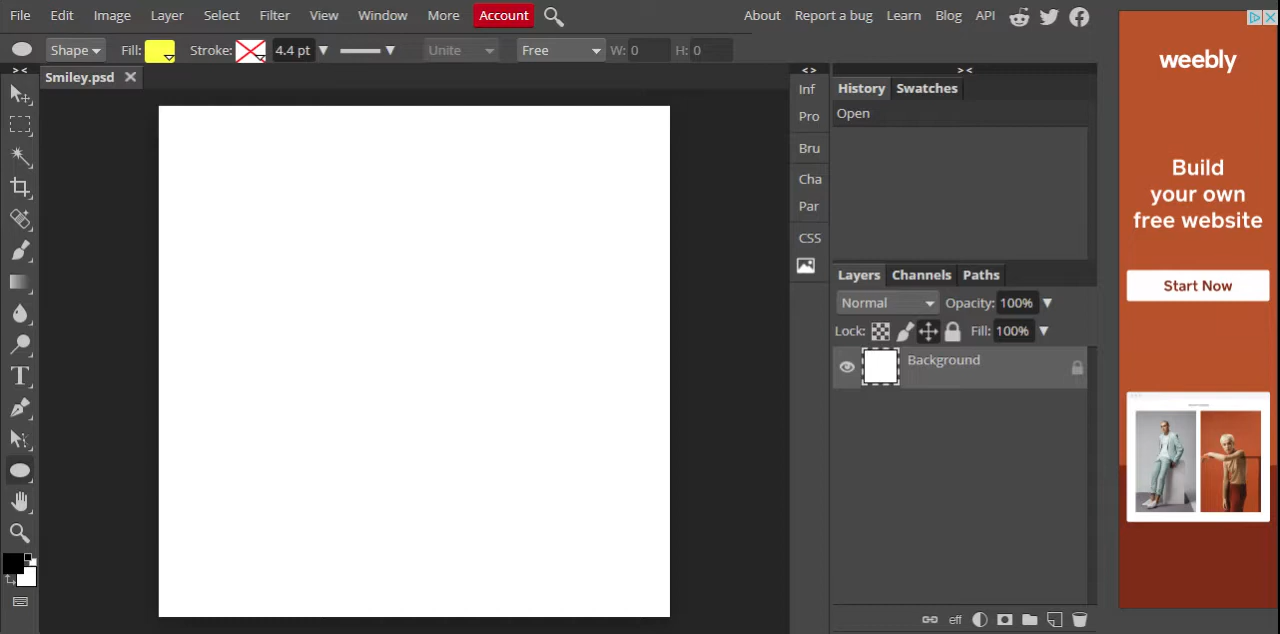 File Edit Image Layer Select Filter View Window More Account About Report a bug Learn Blog API
Shape Fill: Stroke: 4.4 pt Unite Free W: 0 H: 0
Smiley.psd
Inf
Pro
Bru
Cha
Par
CSS
History Swatches
Open
Layers Channels Paths
Normal Opacity: 100%
Lock: Fill: 100%
Background
eff
weebly
Build
your own
free website
Start Now